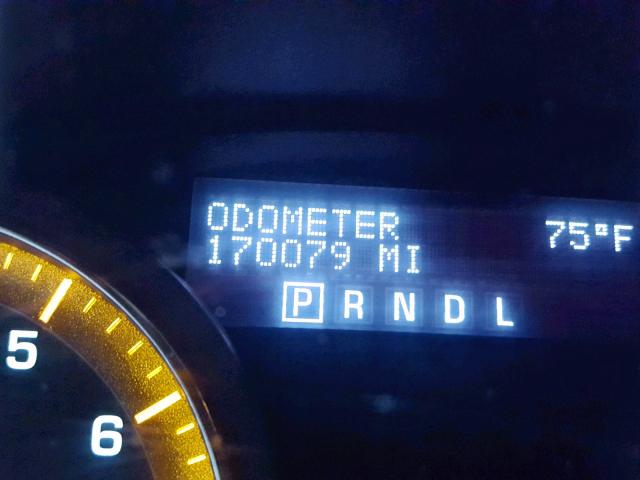 ODOMETER 75°F
170079 MI
P R N D L
5
6